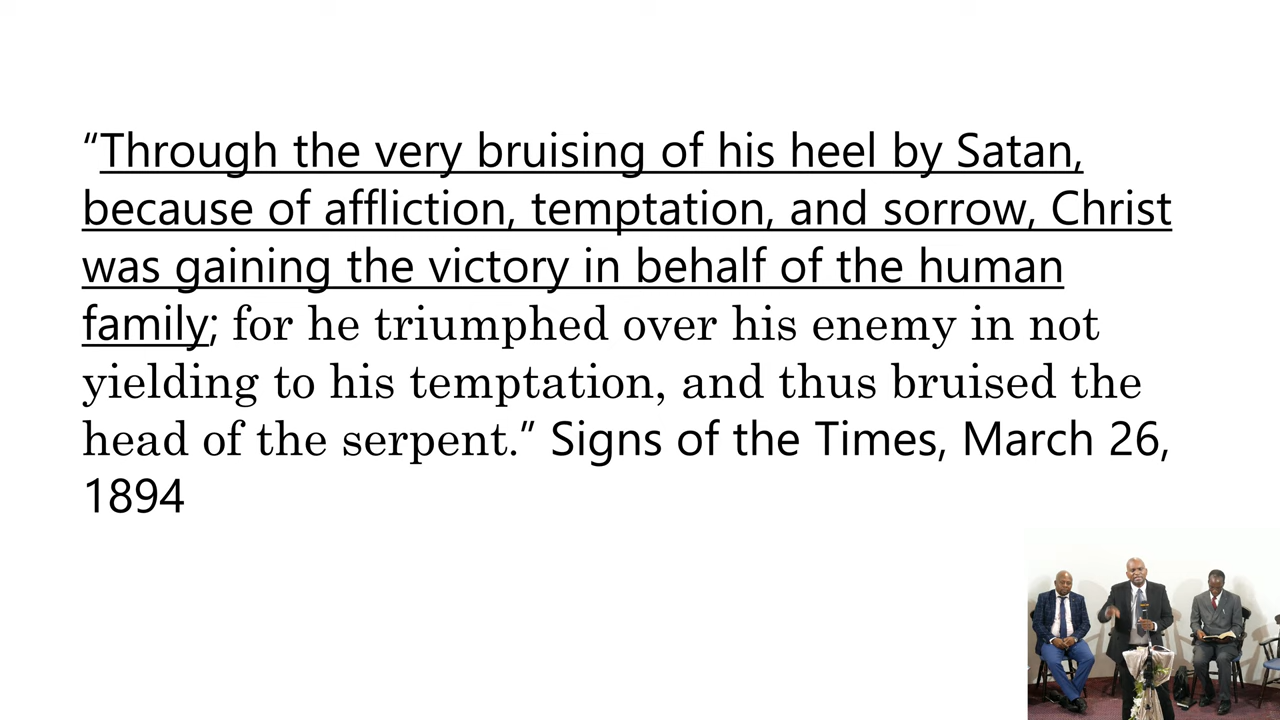 “Through the very bruising of his heel by Satan,
because of affliction, temptation, and sorrow, Christ
was gaining the victory in behalf of the human
family; for he triumphed over his enemy in not
yielding to his temptation, and thus bruised the
head of the serpent.” Signs of the Times, March 26,
1894